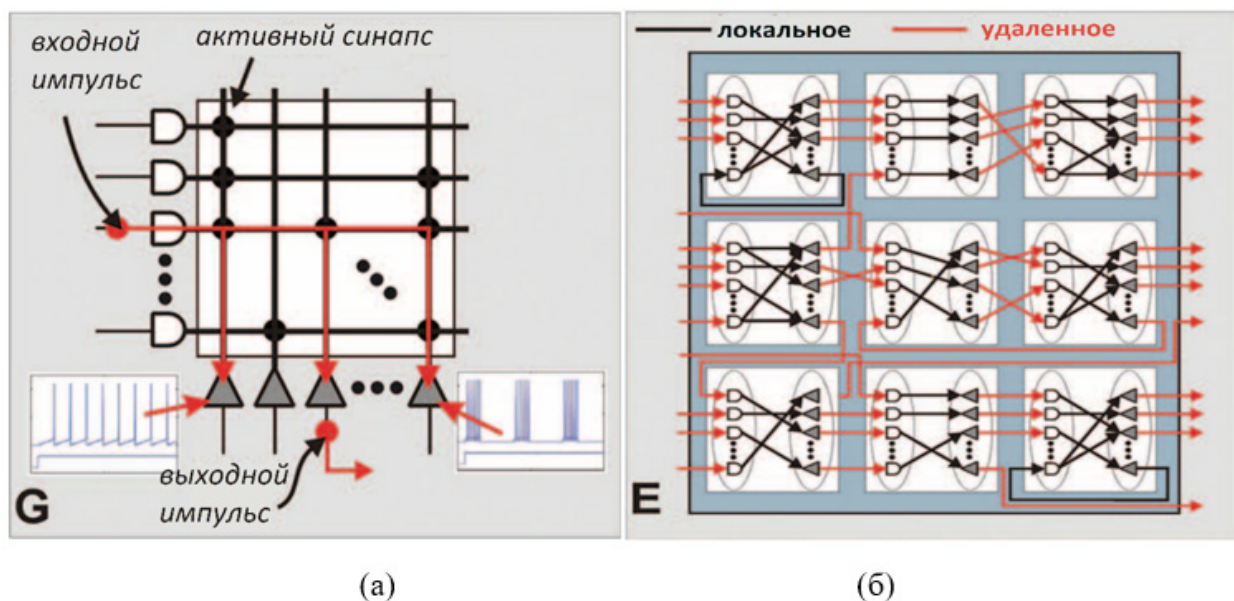 входной
импульс
активный синапс
выходной
импульс
G
локальное
удаленное
E
(а)
(б)